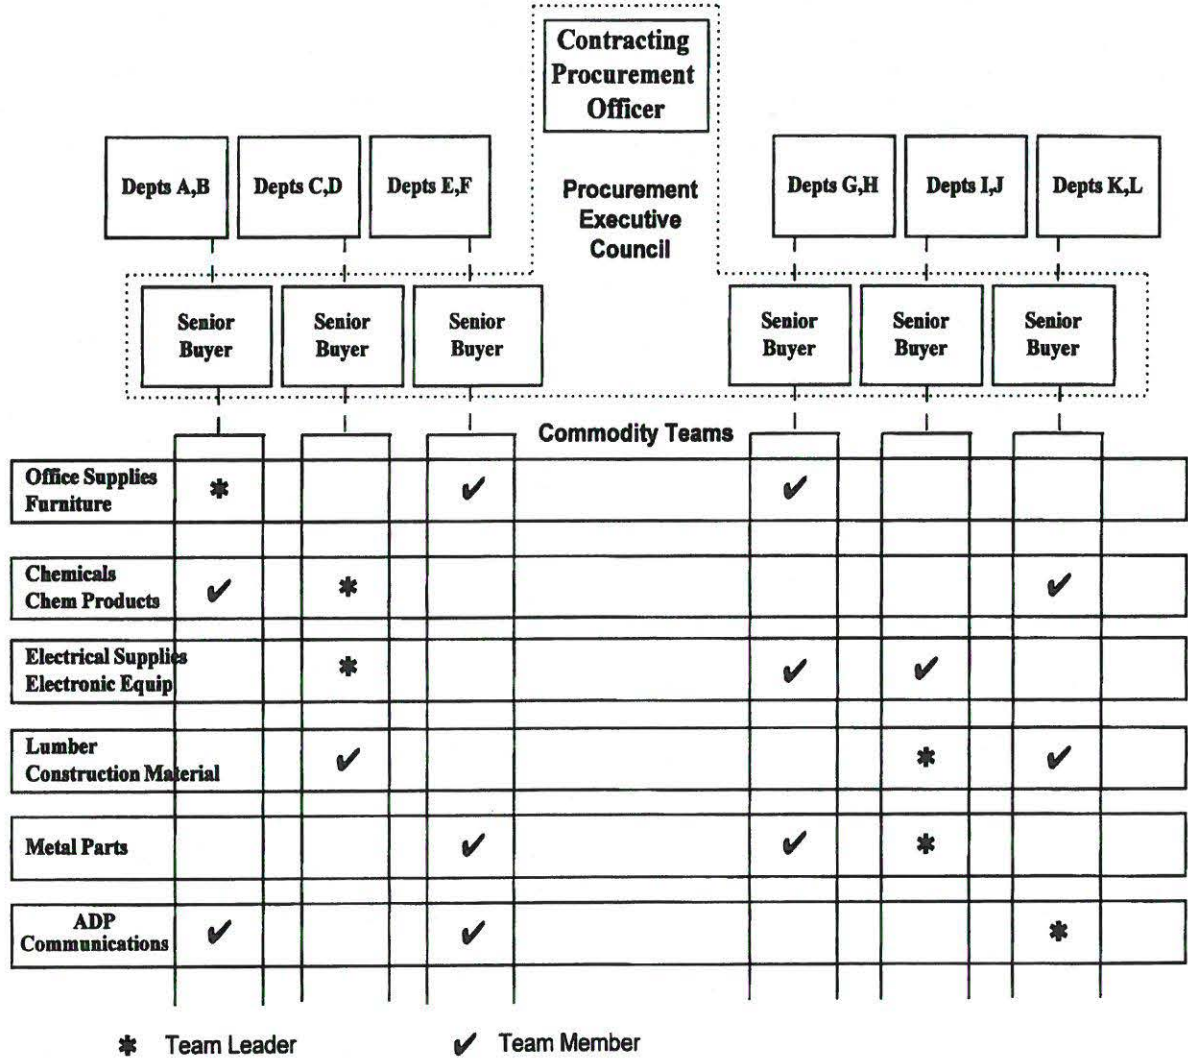 Contracting
Procurement
Officer
Depts A,B
Depts C,D
Depts E,F
Procurement
Executive
Council
Depts G,H
Depts I,J
Depts K,L
Senior
Buyer
Senior
Buyer
Senior
Buyer
Senior
Buyer
Senior
Buyer
Senior
Buyer
Commodity Teams
Office Supplies
Furniture
Chemicals
Chem Products
Electrical Supplies
Electronic Equip
Lumber
Construction Material
Metal Parts
ADP
Communications
✱ Team Leader
✔ Team Member